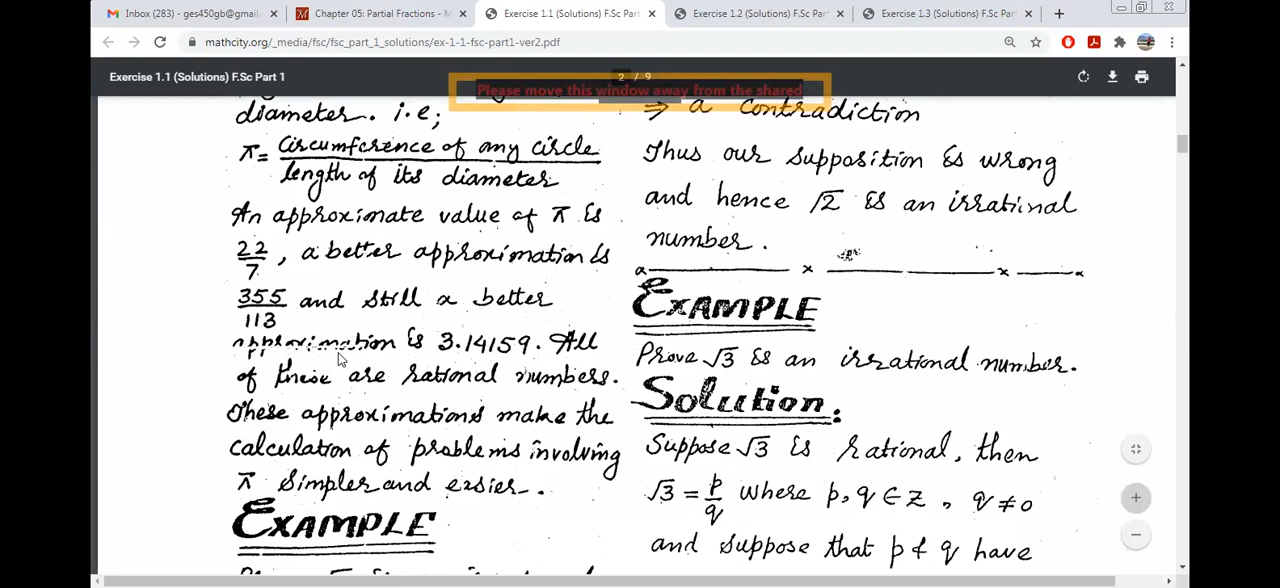 Inbox (283) - ges450gb@gmail.
Chapter 05: Partial Fractions - M
Exercise 1.1 (Solutions) F.Sc Part
Exercise 1.2 (Solutions) F.Sc Par
Exercise 1.3 (Solutions) F.Sc Par
mathcity.org/_media/fsc/fsc_part_1_solutions/ex-1-1-fsc-part1-ver2.pdf
Exercise 1.1 (Solutions) F.Sc Part 1
2 / 9
Please move this window away from the shared
diameter. i.e;
π = Circumference of any circle
length of its diameter
An approximate value of π is
22/7, a better approximation is
355/113 and still a better
approximation is 3.14159. All
of these are rational numbers.
These approximations make the
calculation of problems involving
π simpler and easier.
EXAMPLE
⇒ a contradiction
Thus our supposition is wrong
and hence √2 is an irrational
number.
EXAMPLE
Prove √3 is an irrational number.
Solution:
Suppose √3 is rational, then
√3 = p/q where p, q ∈ Z, q ≠ 0
and suppose that p & q have